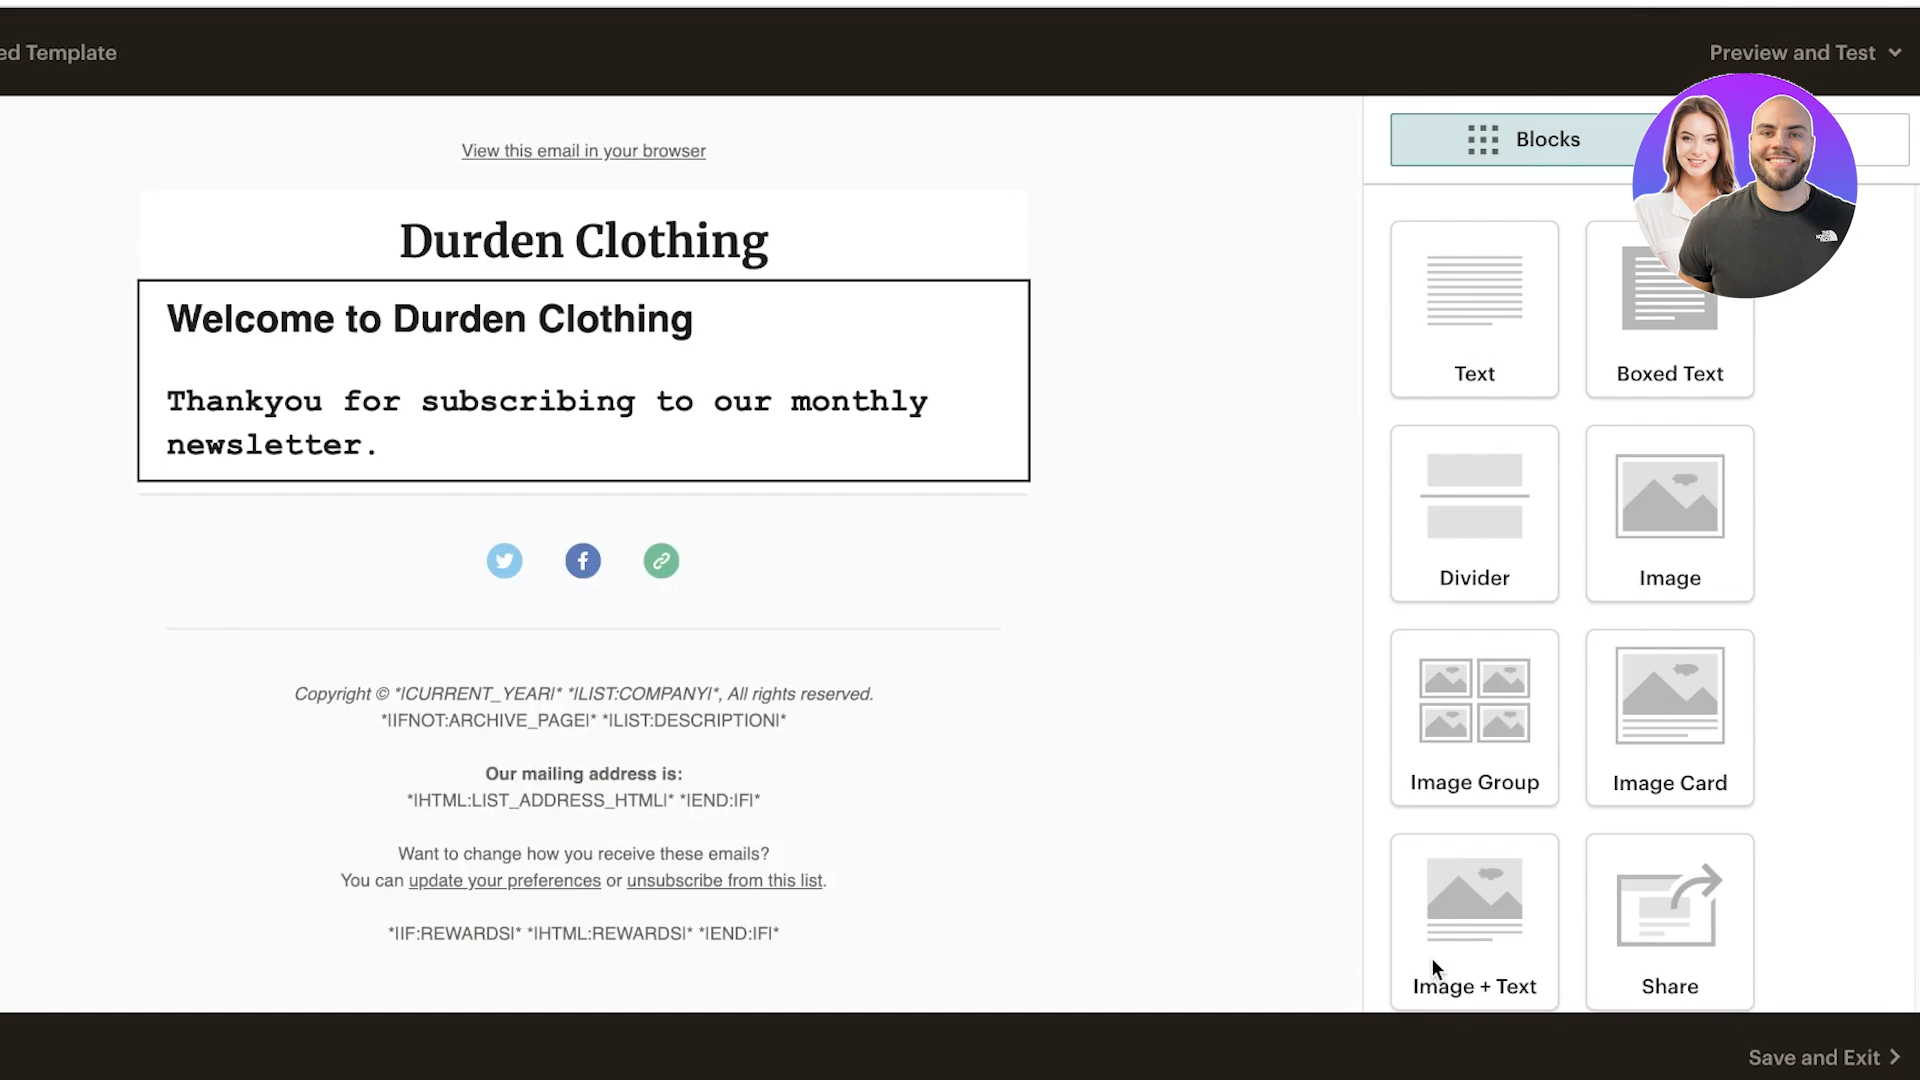 ed Template
Preview and Test
View this email in your browser
Blocks
Durden Clothing
Welcome to Durden Clothing
Thankyou for subscribing to our monthly
newsletter.
Text
Boxed Text
Divider
Image
Copyright © *|CURRENT_YEAR|* *|LIST:COMPANY|*, All rights reserved.
*|IFNOT:ARCHIVE_PAGE|* *|LIST:DESCRIPTION|*
Our mailing address is:
*|HTML:LIST_ADDRESS_HTML|* *|END:IF|*
Want to change how you receive these emails?
You can update your preferences or unsubscribe from this list.
*|IF:REWARDS|* *|HTML:REWARDS|* *|END:IF|*
Image Group
Image Card
Image + Text
Share
Save and Exit